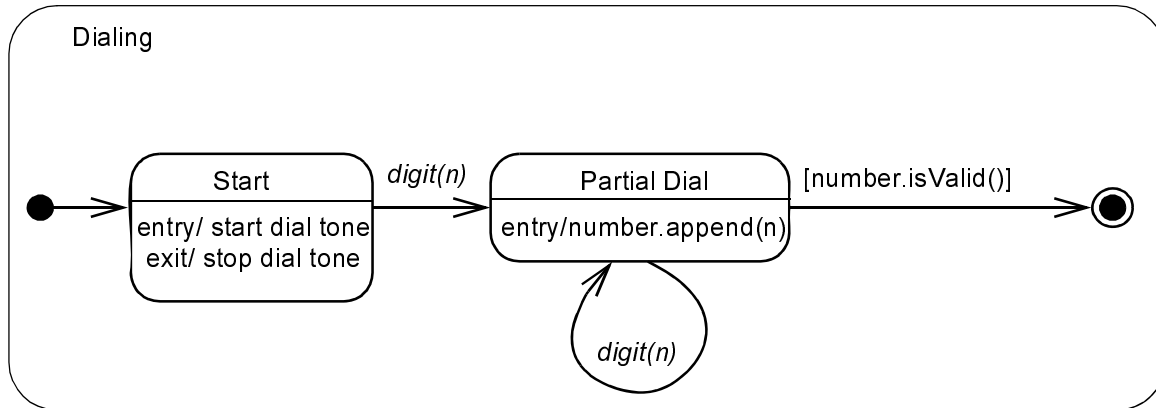 Dialing
Start
entry/ start dial tone
exit/ stop dial tone
digit(n)
Partial Dial
entry/number.append(n)
digit(n)
[number.isValid()]